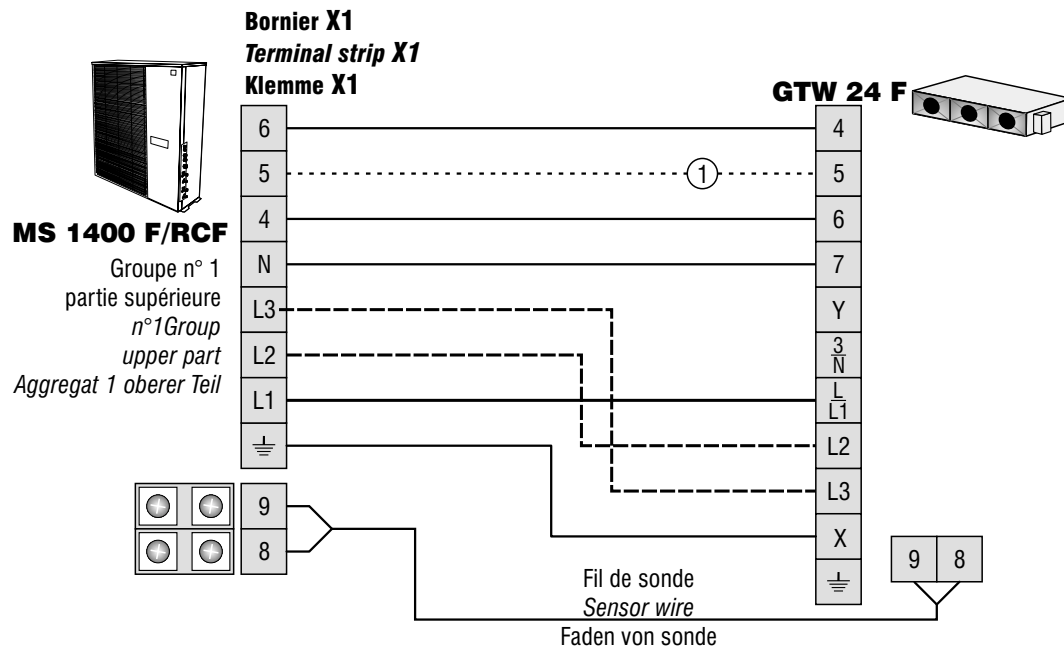 Bornier X1
Terminal strip X1
Klemme X1
GTW 24 F
MS 1400 F/RCF
Groupe n° 1
partie supérieure
n°1Group
upper part
Aggregat 1 oberer Teil
6
5
4
N
L3
L2
L1
9
8
1
4
5
6
7
Y
3
N
L
L1
L2
L3
X
9 8
Fil de sonde
Sensor wire
Faden von sonde